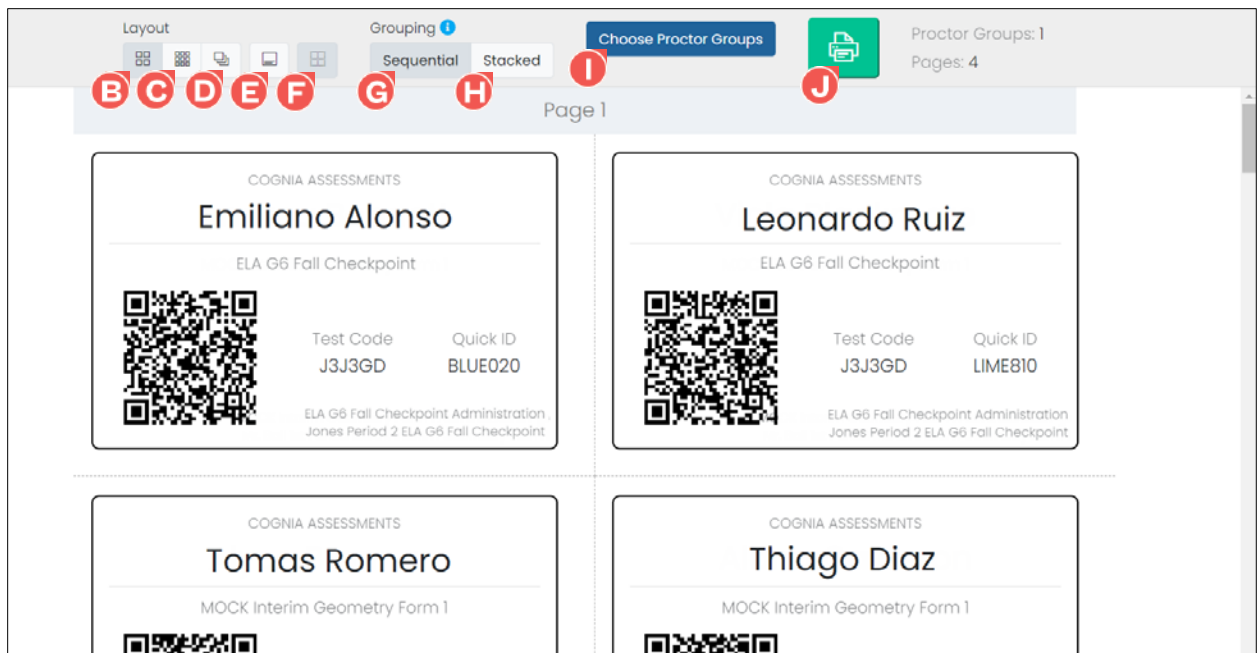 Layout
Grouping i
Choose Proctor Groups
Proctor Groups: 1
Sequential Stacked
Pages: 4
B C D E F G H I J
Page 1
COGNIA ASSESSMENTS
Emiliano Alonso
ELA G6 Fall Checkpoint
Test Code Quick ID
J3J3GD BLUE020
ELA G6 Fall Checkpoint Administration ,
Jones Period 2 ELA G6 Fall Checkpoint
COGNIA ASSESSMENTS
Leonardo Ruiz
ELA G6 Fall Checkpoint
Test Code Quick ID
J3J3GD LIME810
ELA G6 Fall Checkpoint Administration
Jones Period 2 ELA G6 Fall Checkpoint
COGNIA ASSESSMENTS
Tomas Romero
MOCK Interim Geometry Form 1
COGNIA ASSESSMENTS
Thiago Diaz
MOCK Interim Geometry Form 1